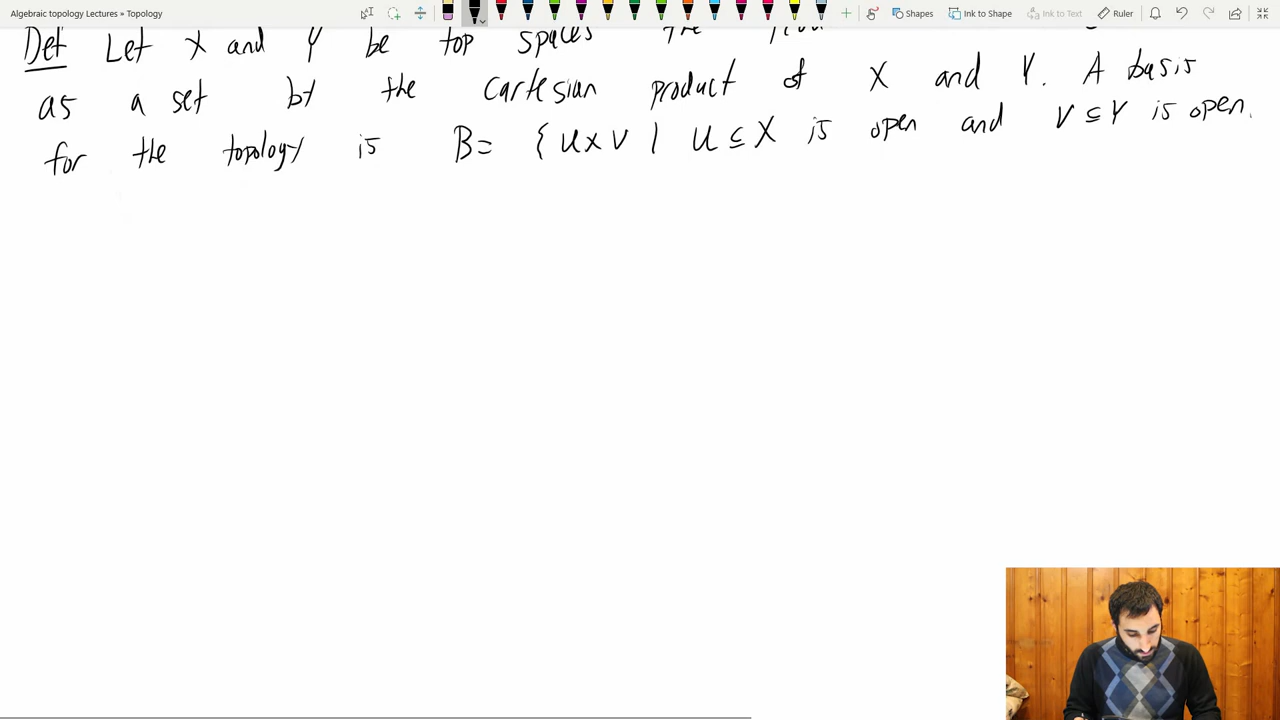 Algebraic topology Lectures » Topology
Shapes Ink to Shape Ink to Text Ruler
Def Let X and Y be top spaces the
as a set by the Cartesian product of X and Y. A basis
for the topology is B= { U x V | U ⊆ X is open and V ⊆ Y is open.